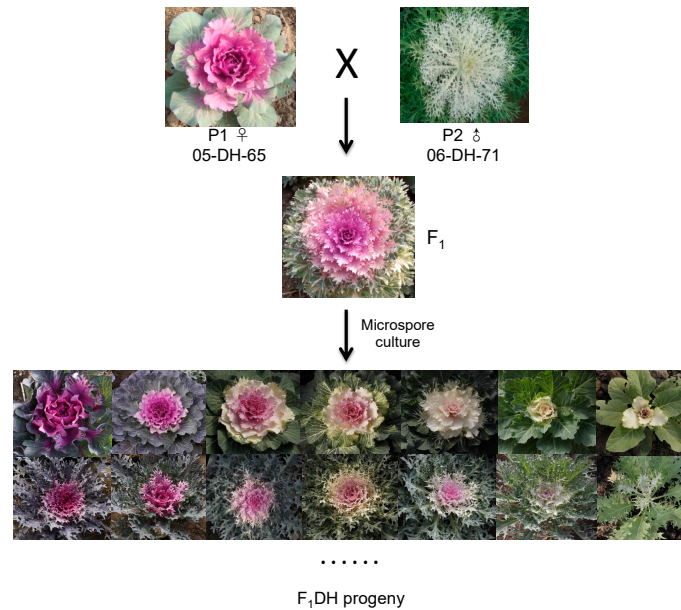 X
P1 ♀
05-DH-65
P2 ♁
06-DH-71
F₁
Microspore
culture
......
F₁DH progeny